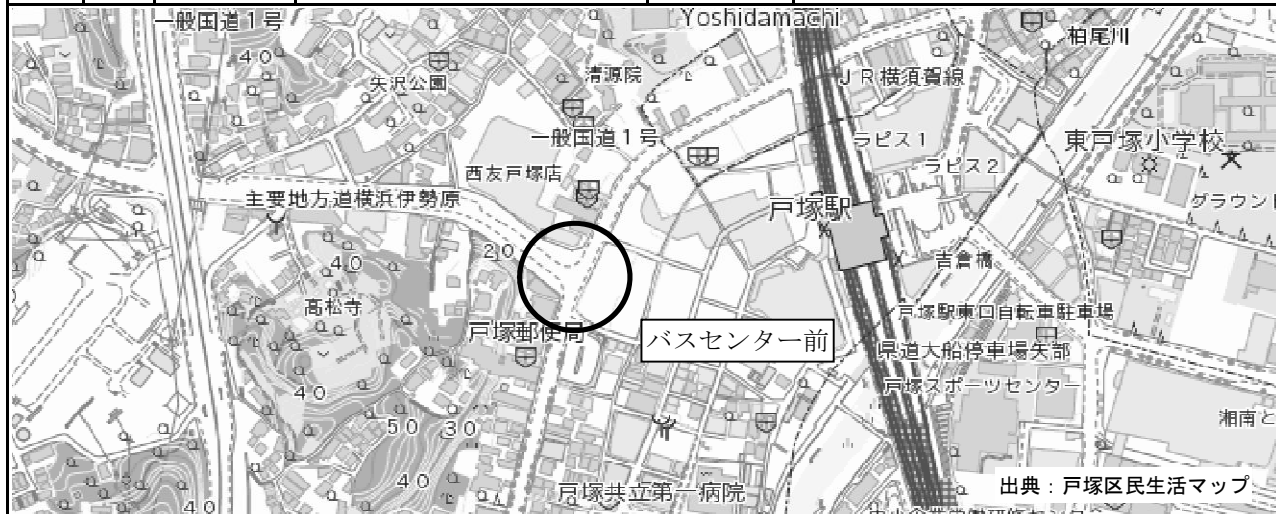 一般国道1号
Yoshidamachi
柏尾川
40
矢沢公園
清源院
JR横須賀線
一般国道1号
ラピス1
東戸塚小学校
西友戸塚店
ラピス2
主要地方道横浜伊勢原
戸塚駅
グラウンド
20
40
吉倉橋
高松寺
戸塚駅東口自転車駐車場
戸塚郵便局
バスセンター前
県道大船停車場矢部
戸塚スポーツセンター
40
湘南と
50
30
40
戸塚共立第一病院
出典：戸塚区民生活マップ
40